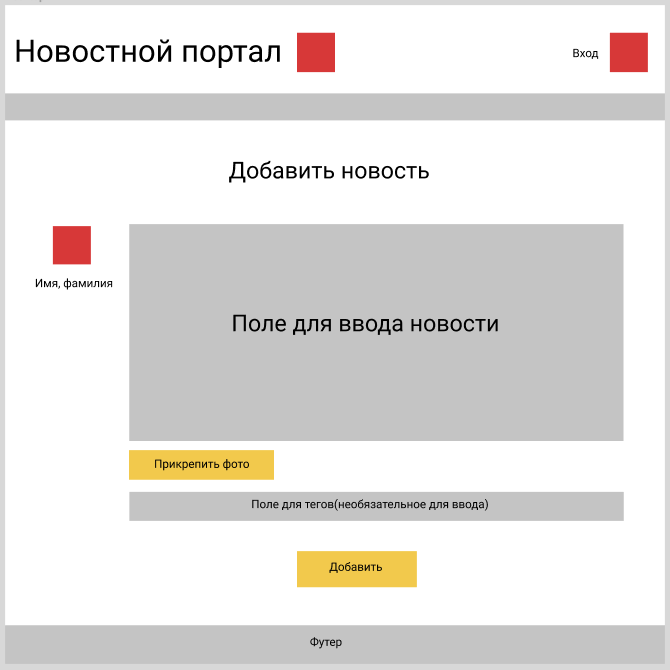 Новостной портал
Вход
Добавить новость
Имя, фамилия
Поле для ввода новости
Прикрепить фото
Поле для тегов(необязательное для ввода)
Добавить
Футер